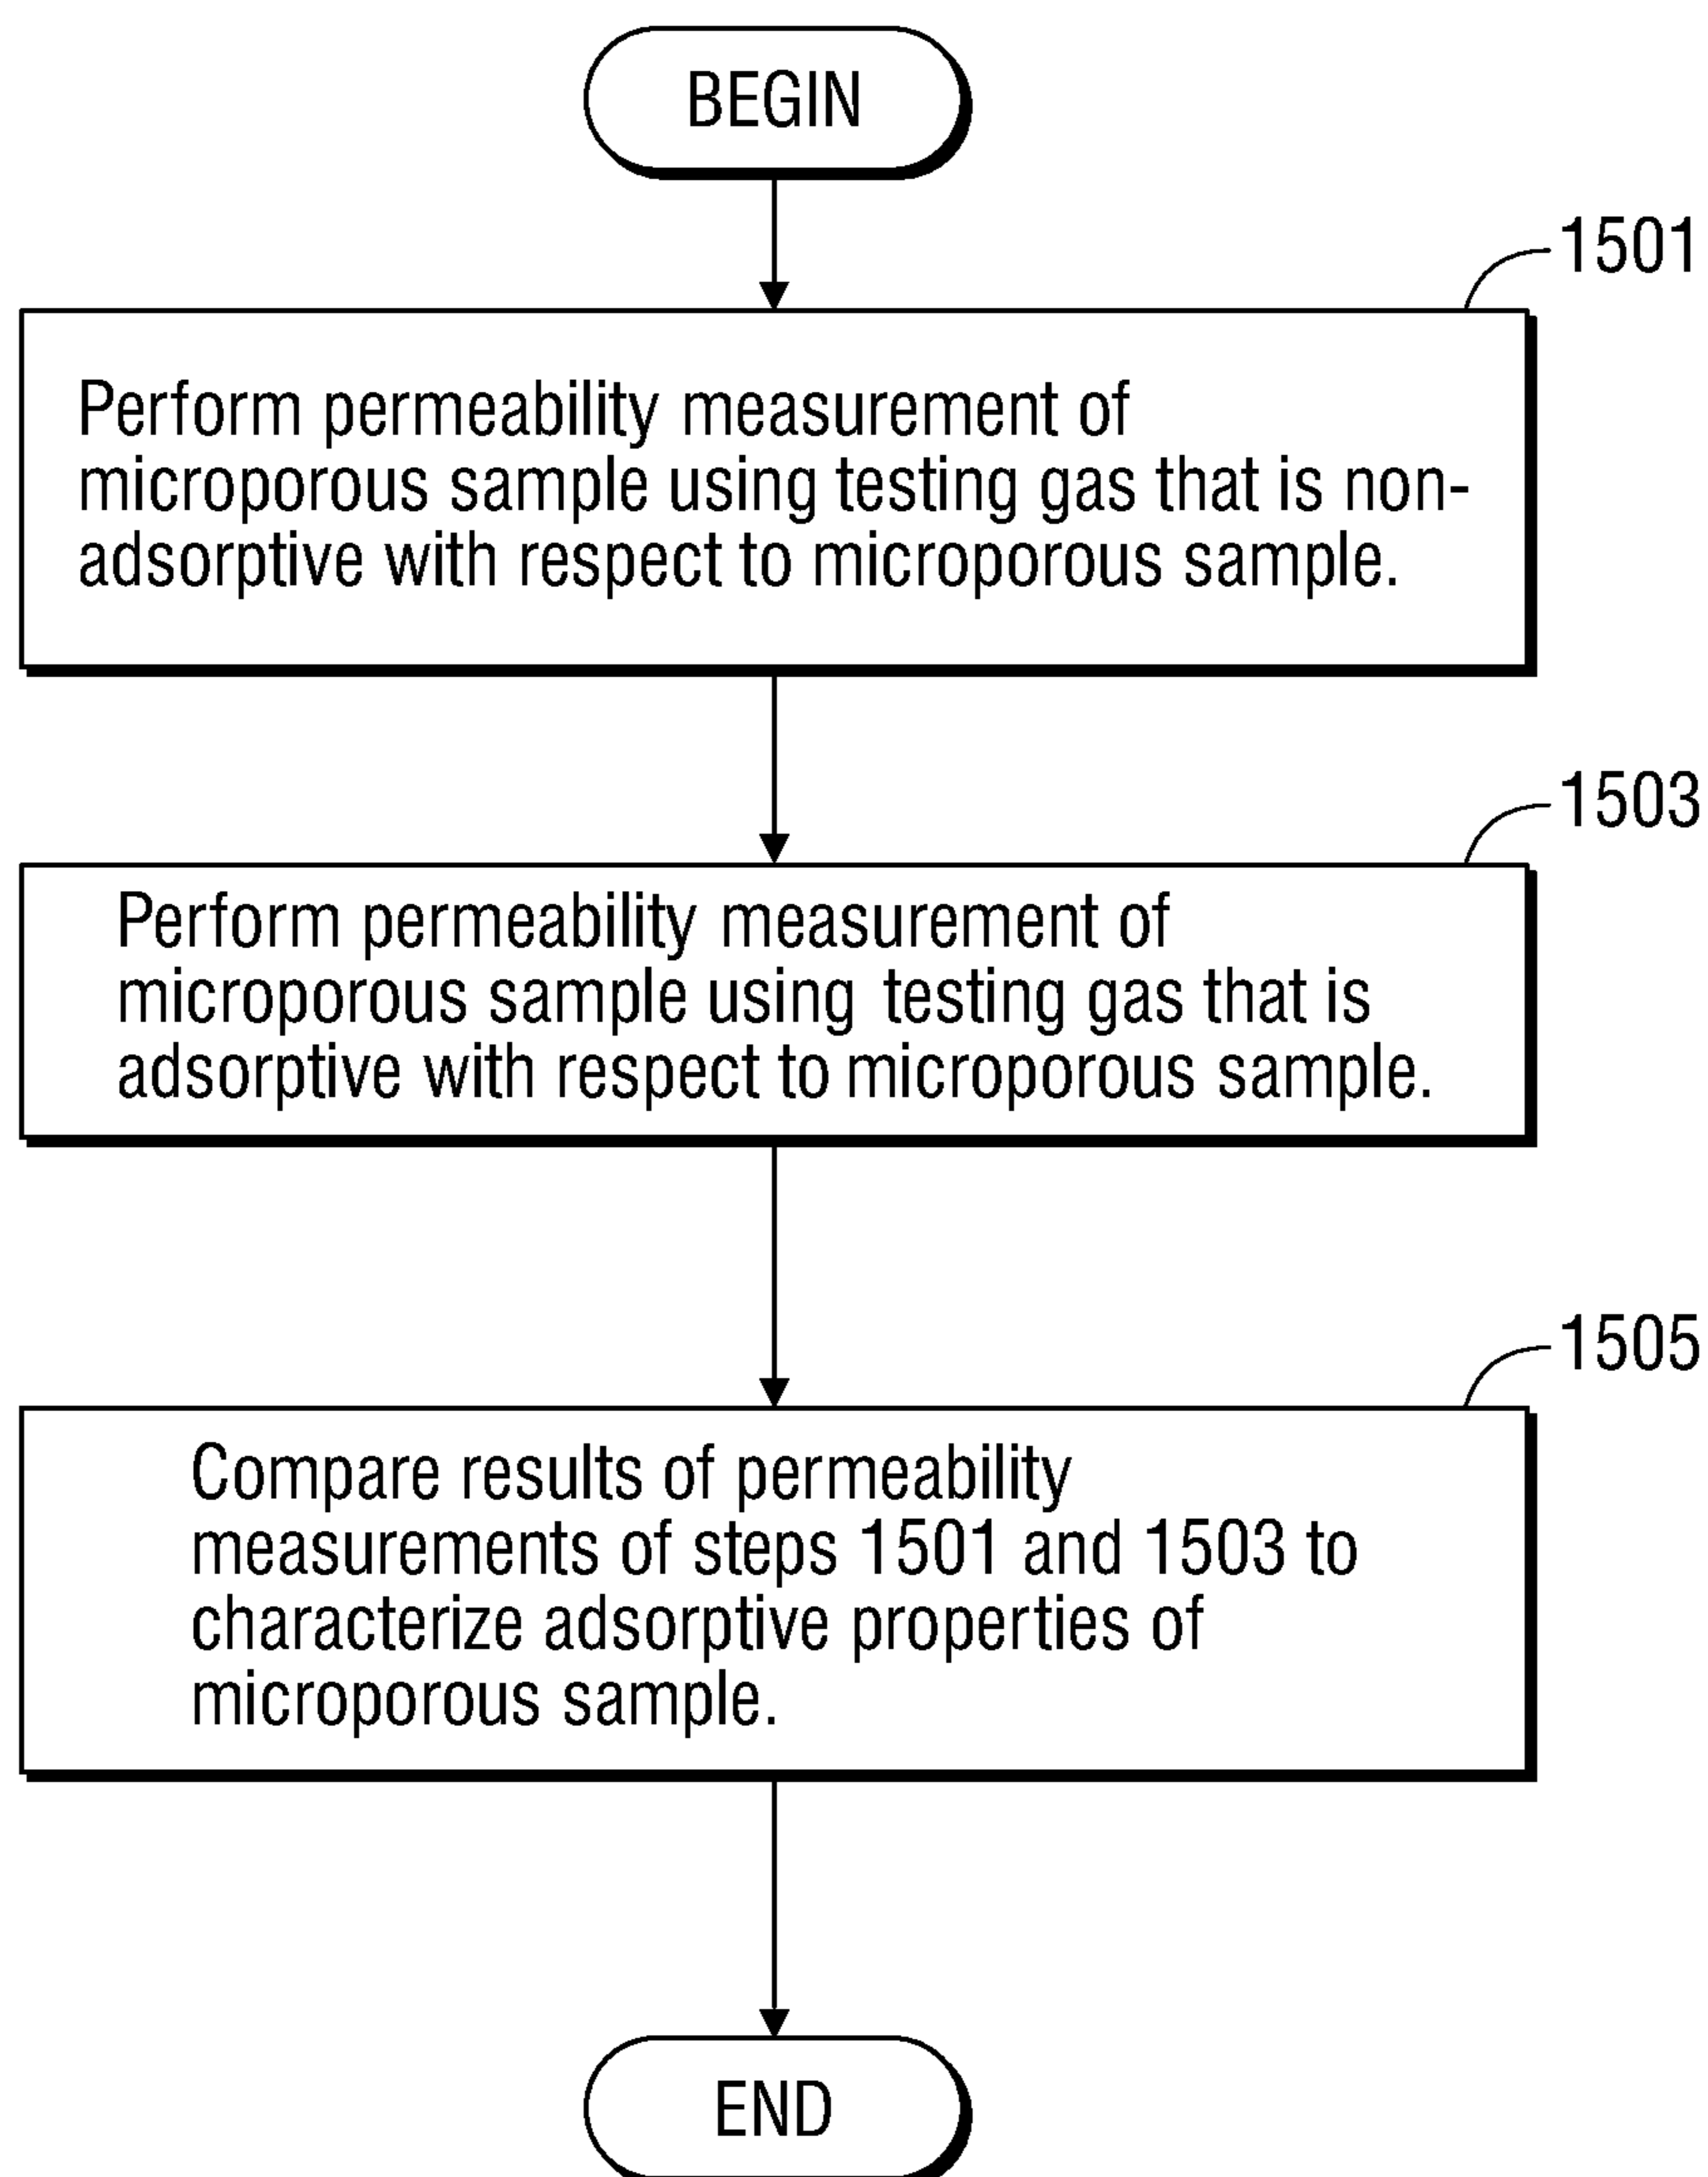 BEGIN
1501
Perform permeability measurement of
microporous sample using testing gas that is non-
adsorptive with respect to microporous sample.
1503
Perform permeability measurement of
microporous sample using testing gas that is
adsorptive with respect to microporous sample.
1505
Compare results of permeability
measurements of steps 1501 and 1503 to
characterize adsorptive properties of
microporous sample.
END